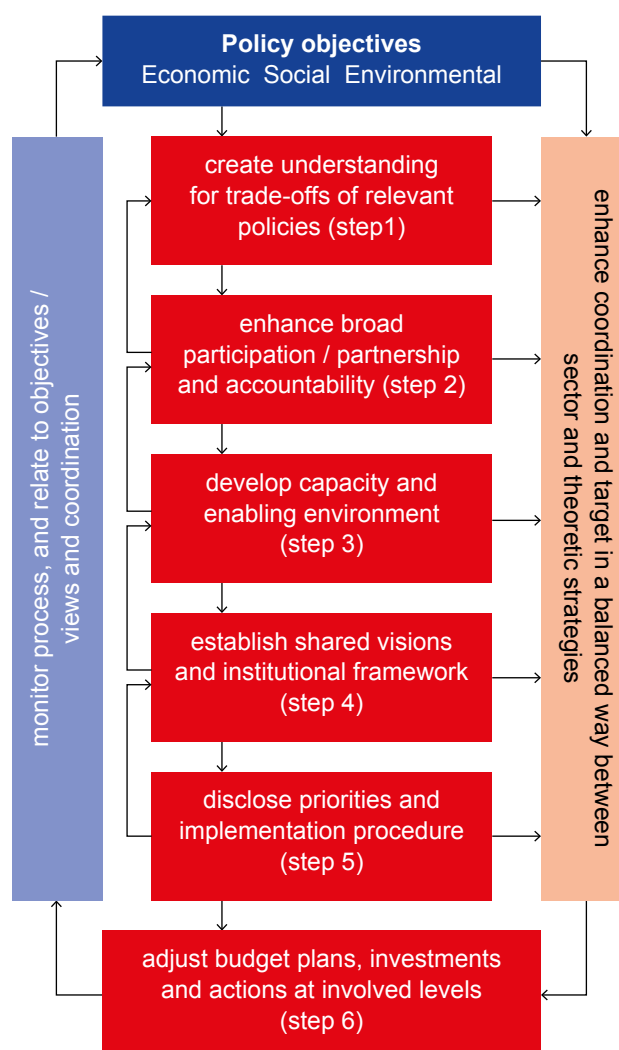 Policy objectives
Economic Social Environmental
create understanding
for trade-offs of relevant
policies (step1)
enhance broad
participation / partnership
and accountability (step 2)
develop capacity and
enabling environment
(step 3)
establish shared visions
and institutional framework
(step 4)
disclose priorities and
implementation procedure
(step 5)
adjust budget plans, investments
and actions at involved levels
(step 6)
monitor process, and relate to objectives /
views and coordination
enhance coordination and target in a balanced way between
sector and theoretic strategies